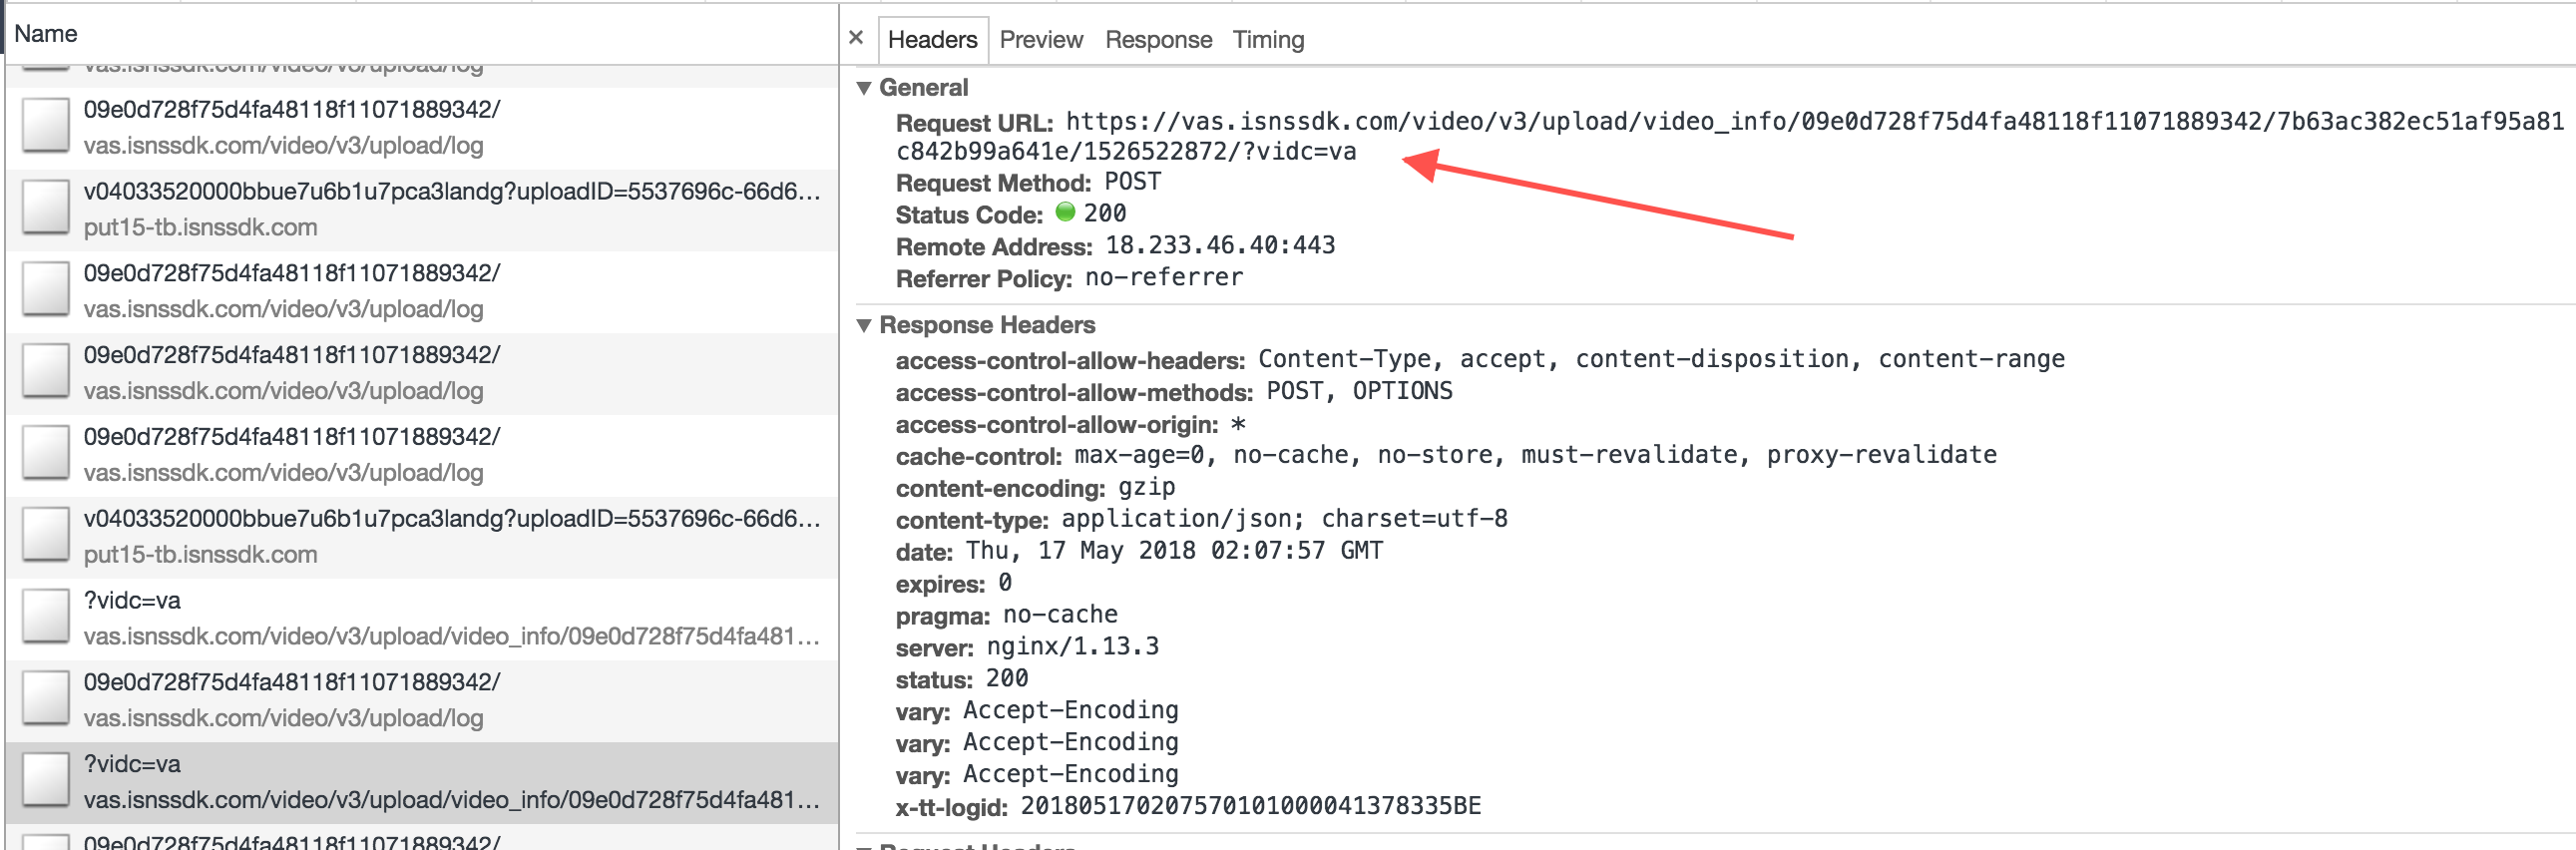 Name
vas.isnssdk.com/video/v3/upload/log
09e0d728f75d4fa48118f11071889342/
vas.isnssdk.com/video/v3/upload/log
v04033520000bbue7u6b1u7pca3landg?uploadID=5537696c-66d6...
put15-tb.isnssdk.com
09e0d728f75d4fa48118f11071889342/
vas.isnssdk.com/video/v3/upload/log
09e0d728f75d4fa48118f11071889342/
vas.isnssdk.com/video/v3/upload/log
09e0d728f75d4fa48118f11071889342/
vas.isnssdk.com/video/v3/upload/log
v04033520000bbue7u6b1u7pca3landg?uploadID=5537696c-66d6...
put15-tb.isnssdk.com
?vidc=va
vas.isnssdk.com/video/v3/upload/video_info/09e0d728f75d4fa481...
09e0d728f75d4fa48118f11071889342/
vas.isnssdk.com/video/v3/upload/log
?vidc=va
vas.isnssdk.com/video/v3/upload/video_info/09e0d728f75d4fa481...
09e0d728f75d4fa48118f11071889342/
× Headers Preview Response Timing
▼ General
Request URL: https://vas.isnssdk.com/video/v3/upload/video_info/09e0d728f75d4fa48118f11071889342/7b63ac382ec51af95a81
c842b99a641e/1526522872/?vidc=va
Request Method: POST
Status Code: 200
Remote Address: 18.233.46.40:443
Referrer Policy: no-referrer
▼ Response Headers
access-control-allow-headers: Content-Type, accept, content-disposition, content-range
access-control-allow-methods: POST, OPTIONS
access-control-allow-origin: *
cache-control: max-age=0, no-cache, no-store, must-revalidate, proxy-revalidate
content-encoding: gzip
content-type: application/json; charset=utf-8
date: Thu, 17 May 2018 02:07:57 GMT
expires: 0
pragma: no-cache
server: nginx/1.13.3
status: 200
vary: Accept-Encoding
vary: Accept-Encoding
vary: Accept-Encoding
x-tt-logid: 201805170207570101000041378335BE
Request Headers